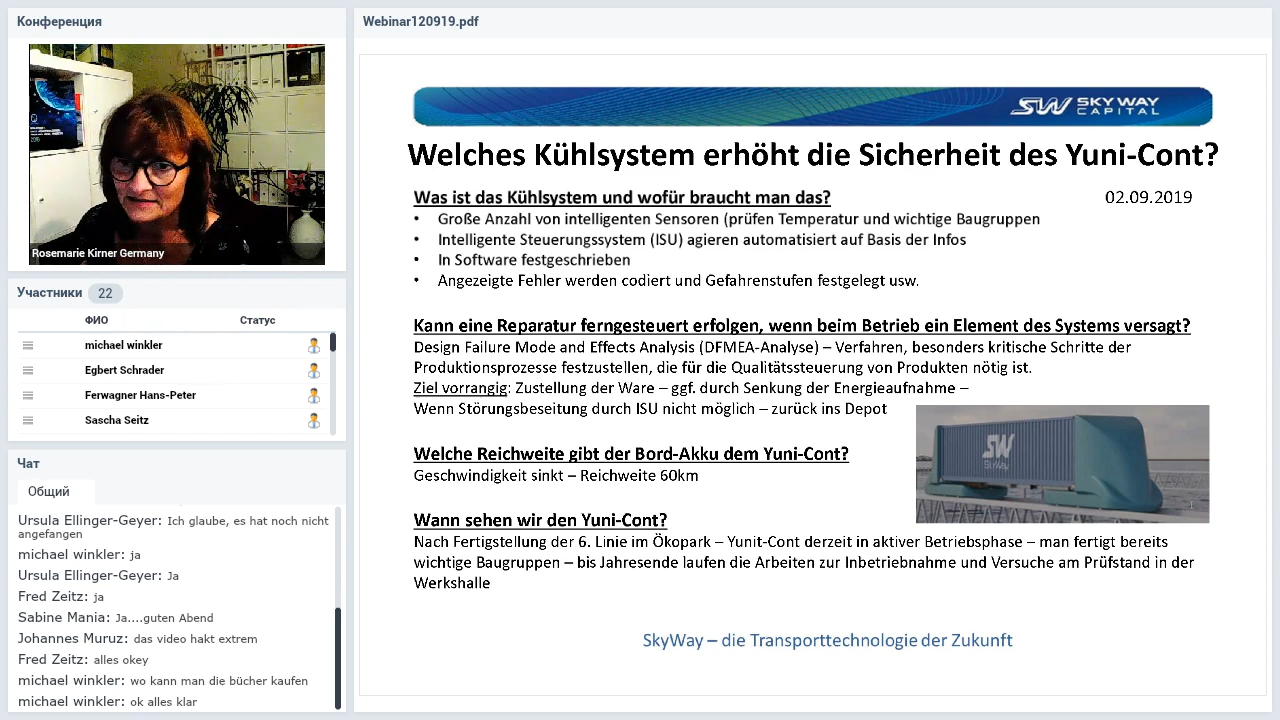 Конференция
Rosemarie Kirner Germany
Участники 22
ФИО Статус
michael winkler
Egbert Schrader
Ferwagner Hans-Peter
Sascha Seitz
Чат
Общий
Ursula Ellinger-Geyer: Ich glaube, es hat noch nicht
angefangen
michael winkler: ja
Ursula Ellinger-Geyer: Ja
Fred Zeitz: ja
Sabine Mania: Ja....guten Abend
Johannes Muruz: das video hakt extrem
Fred Zeitz: alles okey
michael winkler: wo kann man die bücher kaufen
michael winkler: ok alles klar
Webinar120919.pdf
SW SKY WAY
CAPITAL
Welches Kühlsystem erhöht die Sicherheit des Yuni-Cont?
Was ist das Kühlsystem und wofür braucht man das?
02.09.2019
• Große Anzahl von intelligenten Sensoren (prüfen Temperatur und wichtige Baugruppen
• Intelligente Steuerungssystem (ISU) agieren automatisiert auf Basis der Infos
• In Software festgeschrieben
• Angezeigte Fehler werden codiert und Gefahrenstufen festgelegt usw.
Kann eine Reparatur ferngesteuert erfolgen, wenn beim Betrieb ein Element des Systems versagt?
Design Failure Mode and Effects Analysis (DFMEA-Analyse) – Verfahren, besonders kritische Schritte der
Produktionsprozesse festzustellen, die für die Qualitätssteuerung von Produkten nötig ist.
Ziel vorrangig: Zustellung der Ware – ggf. durch Senkung der Energieaufnahme –
Wenn Störungsbeseitung durch ISU nicht möglich – zurück ins Depot
Welche Reichweite gibt der Bord-Akku dem Yuni-Cont?
Geschwindigkeit sinkt – Reichweite 60km
SW
SkyWay
Wann sehen wir den Yuni-Cont?
Nach Fertigstellung der 6. Linie im Ökopark – Yunit-Cont derzeit in aktiver Betriebsphase – man fertigt bereits
wichtige Baugruppen – bis Jahresende laufen die Arbeiten zur Inbetriebnahme und Versuche am Prüfstand in der
Werkshalle
SkyWay – die Transporttechnologie der Zukunft